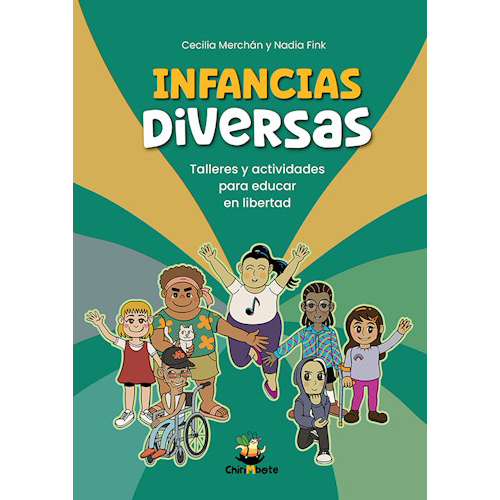 Cecilia Merchán y Nadia Fink
INFANCIAS
DiVERSAS
Talleres y actividades
para educar
en libertad
ChiriMbote